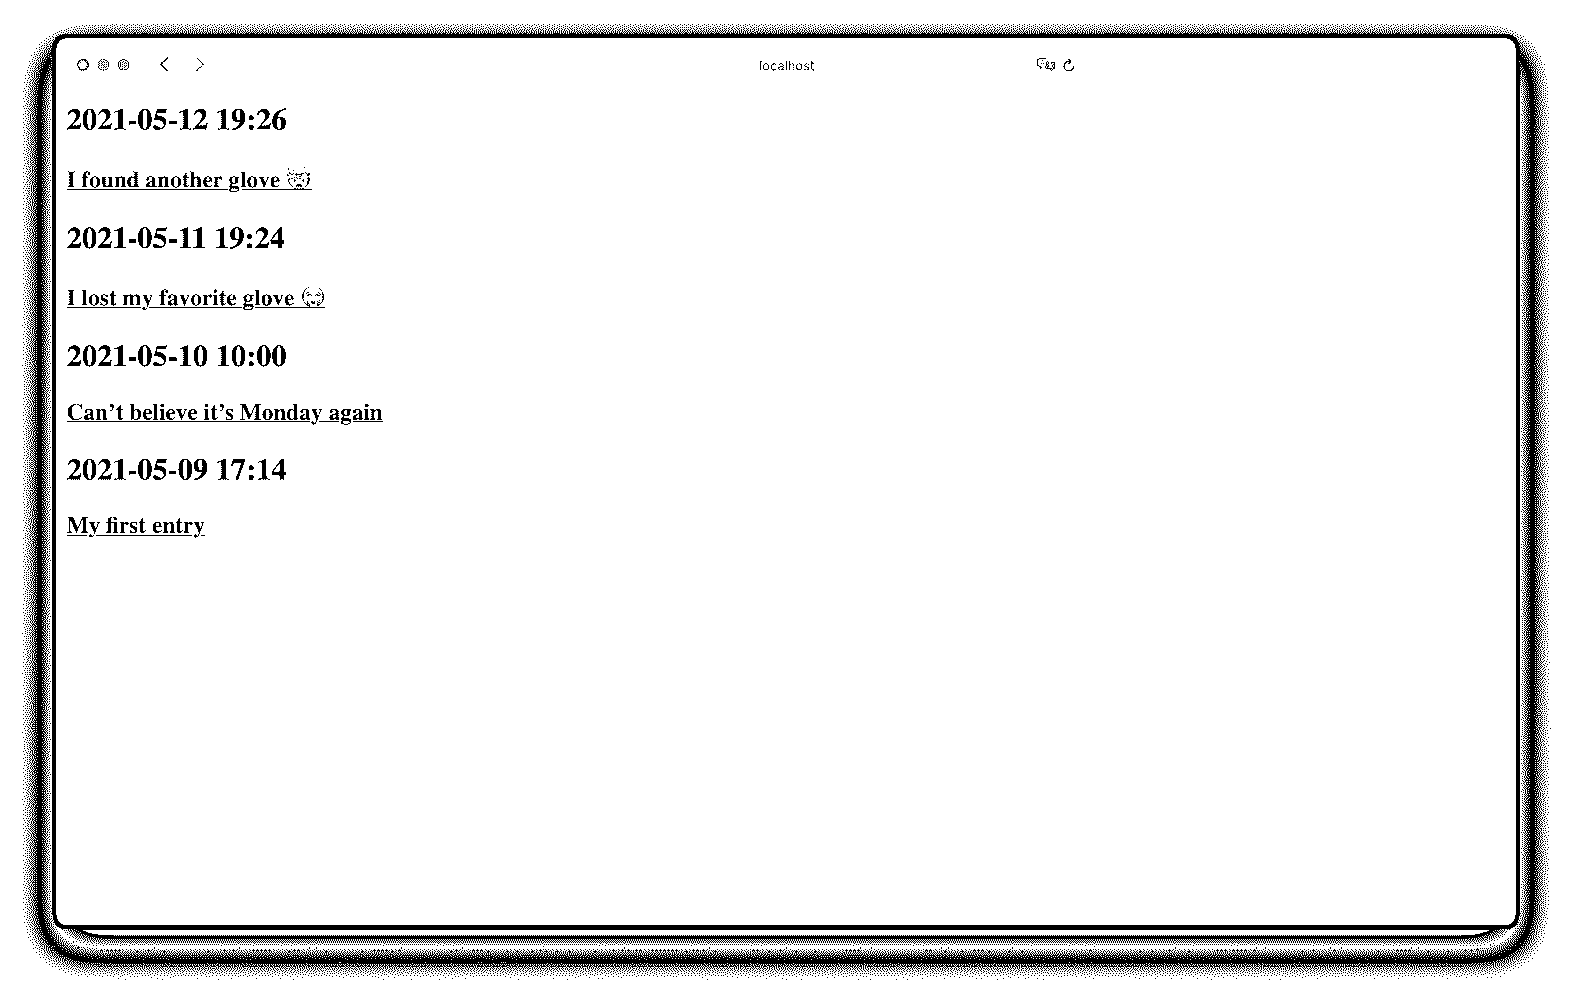 localhost
2021-05-12 19:26
I found another glove
2021-05-11 19:24
I lost my favorite glove
2021-05-10 10:00
Can’t believe it’s Monday again
2021-05-09 17:14
My first entry